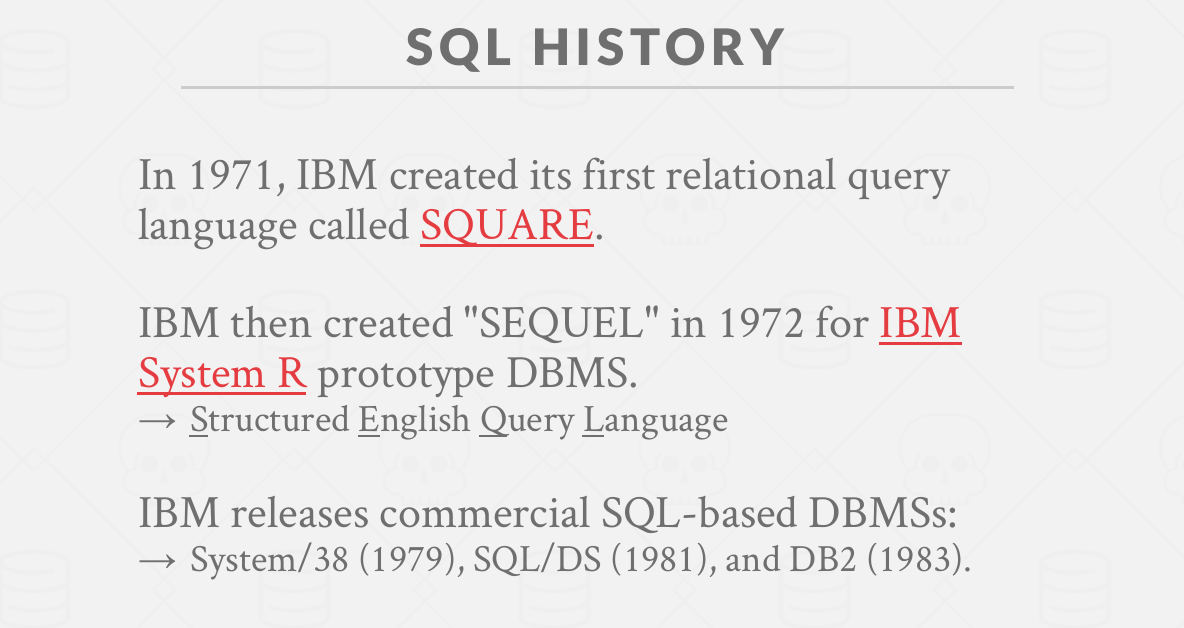 SQL HISTORY
In 1971, IBM created its first relational query
language called SQUARE.
IBM then created "SEQUEL" in 1972 for IBM
System R prototype DBMS.
→ Structured English Query Language
IBM releases commercial SQL-based DBMSs:
→ System/38 (1979), SQL/DS (1981), and DB2 (1983).